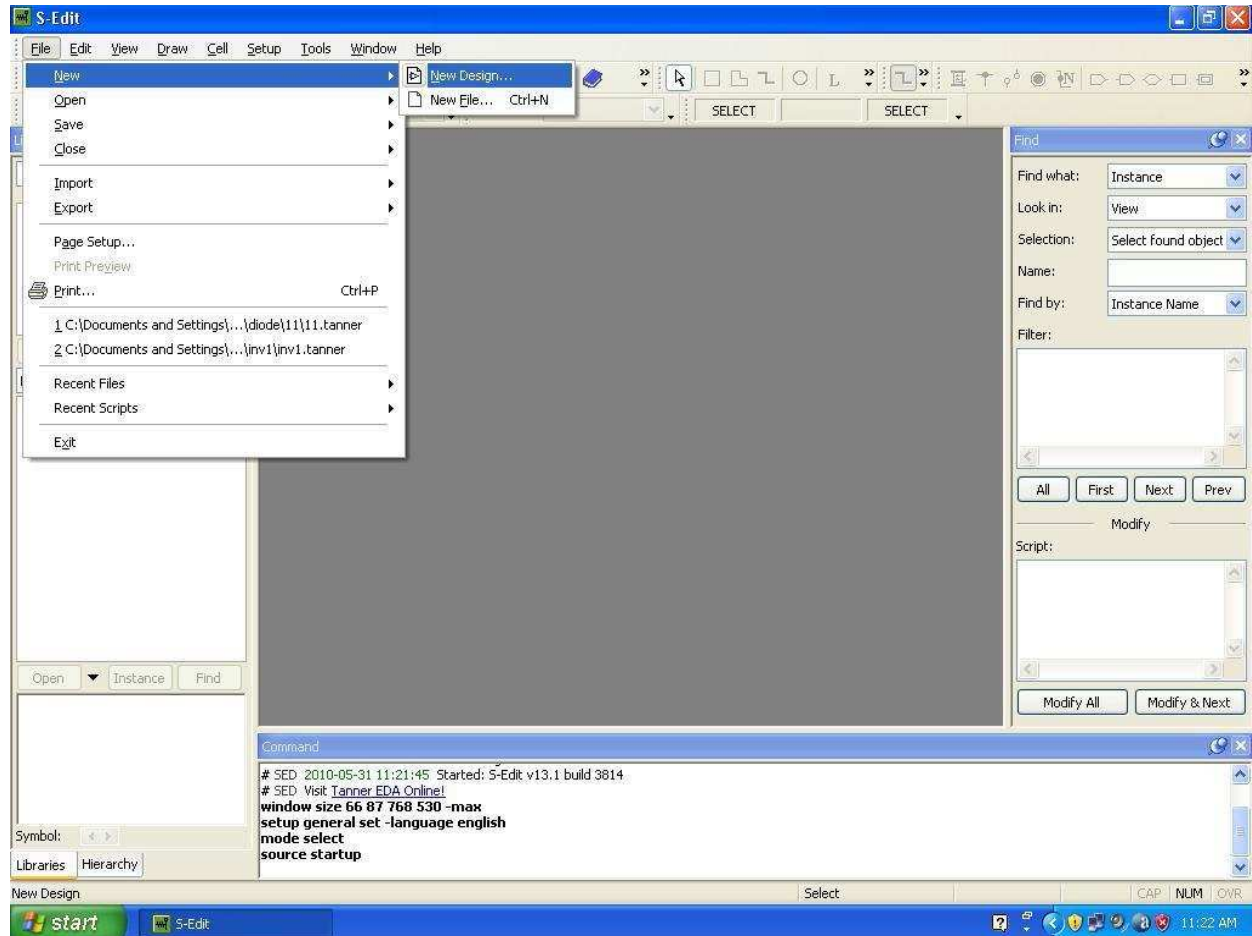 S-Edit
File Edit View Draw Cell Setup Tools Window Help
New
New Design...
Open
New File... Ctrl+N
Save
Close
Import
Export
Page Setup...
Print Preview
Print... Ctrl+P
1 C:\Documents and Settings\...\diode\11\11.tanner
2 C:\Documents and Settings\...\inv1\inv1.tanner
Recent Files
Recent Scripts
Exit
SELECT SELECT
Find
Find what: Instance
Look in: View
Selection: Select found object
Name:
Find by: Instance Name
Filter:
All First Next Prev
Modify
Script:
Modify All Modify & Next
Open Instance Find
Symbol:
Libraries Hierarchy
Command
# SED 2010-05-31 11:21:45 Started: S-Edit v13.1 build 3814
# SED Visit Tanner EDA Online!
window size 66 87 768 530 -max
setup general set -language english
mode select
source startup
New Design Select CAP NUM OVR
start S-Edit 11:22 AM